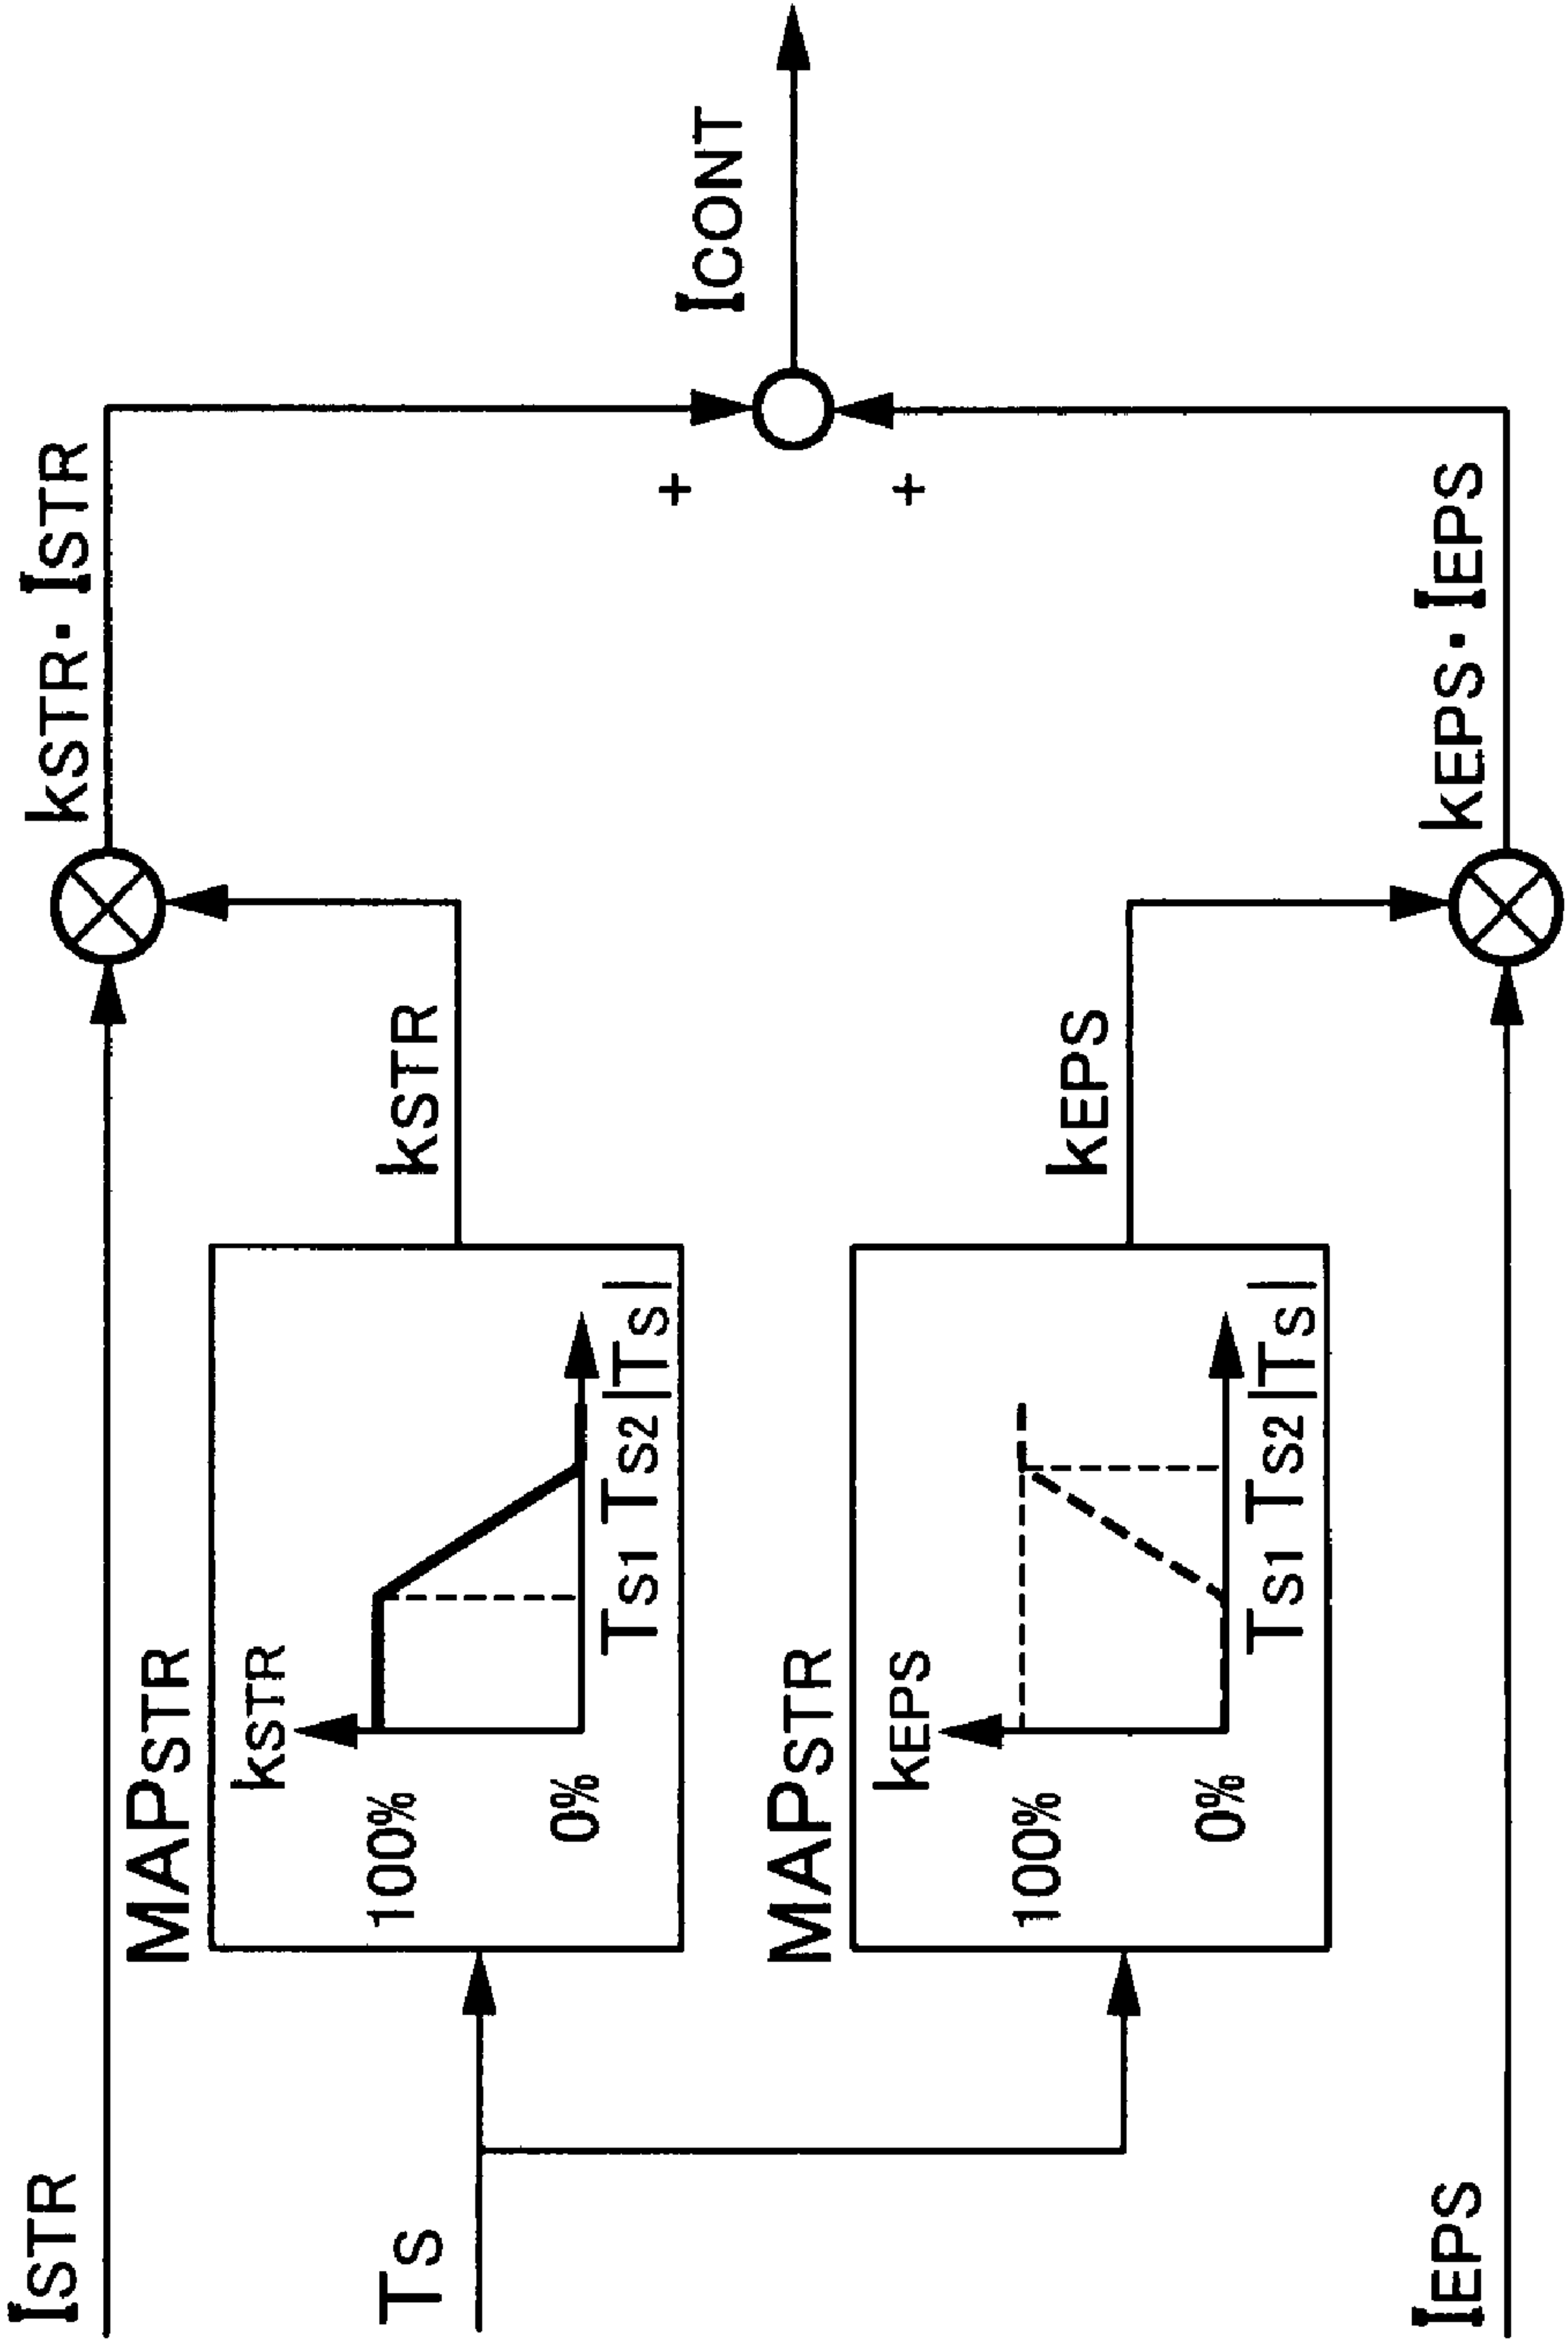 ISTR
kSTR・ISTR
MAPSTR
kSTR
100%
0%
TS1 TS2 |TS|
kSTR
TS
+
ICONT
+
MAPSTR
kEPS
100%
0%
TS1 TS2 |TS|
kEPS
IEPS
kEPS・IEPS